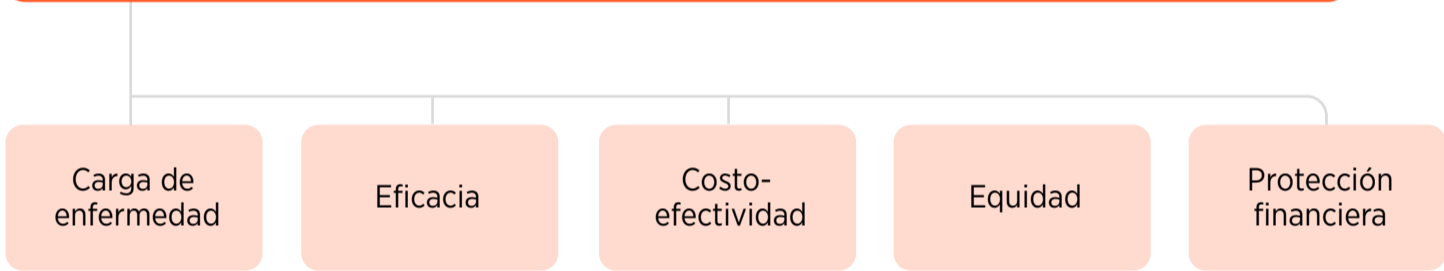 Carga de
enfermedad
Eficacia
Costo-
efectividad
Equidad
Protección
financiera